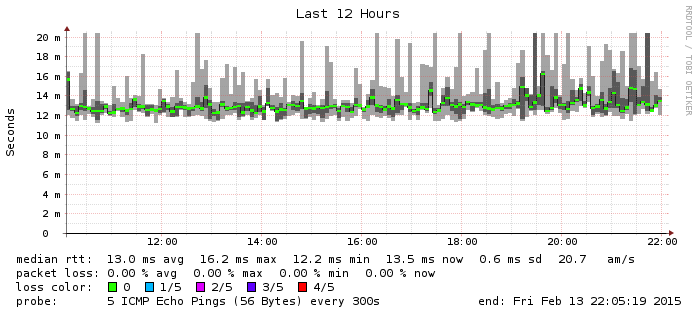 Last 12 Hours
RRDTOOL / TOBI OETIKER
Seconds
20 m
18 m
16 m
14 m
12 m
10 m
8 m
6 m
4 m
2 m
0
12:00 14:00 16:00 18:00 20:00 22:00
median rtt: 13.0 ms avg 16.2 ms max 12.2 ms min 13.5 ms now 0.6 ms sd 20.7 am/s
packet loss: 0.00 % avg 0.00 % max 0.00 % min 0.00 % now
loss color: 0 1/5 2/5 3/5 4/5
probe: 5 ICMP Echo Pings (56 Bytes) every 300s end: Fri Feb 13 22:05:19 2015